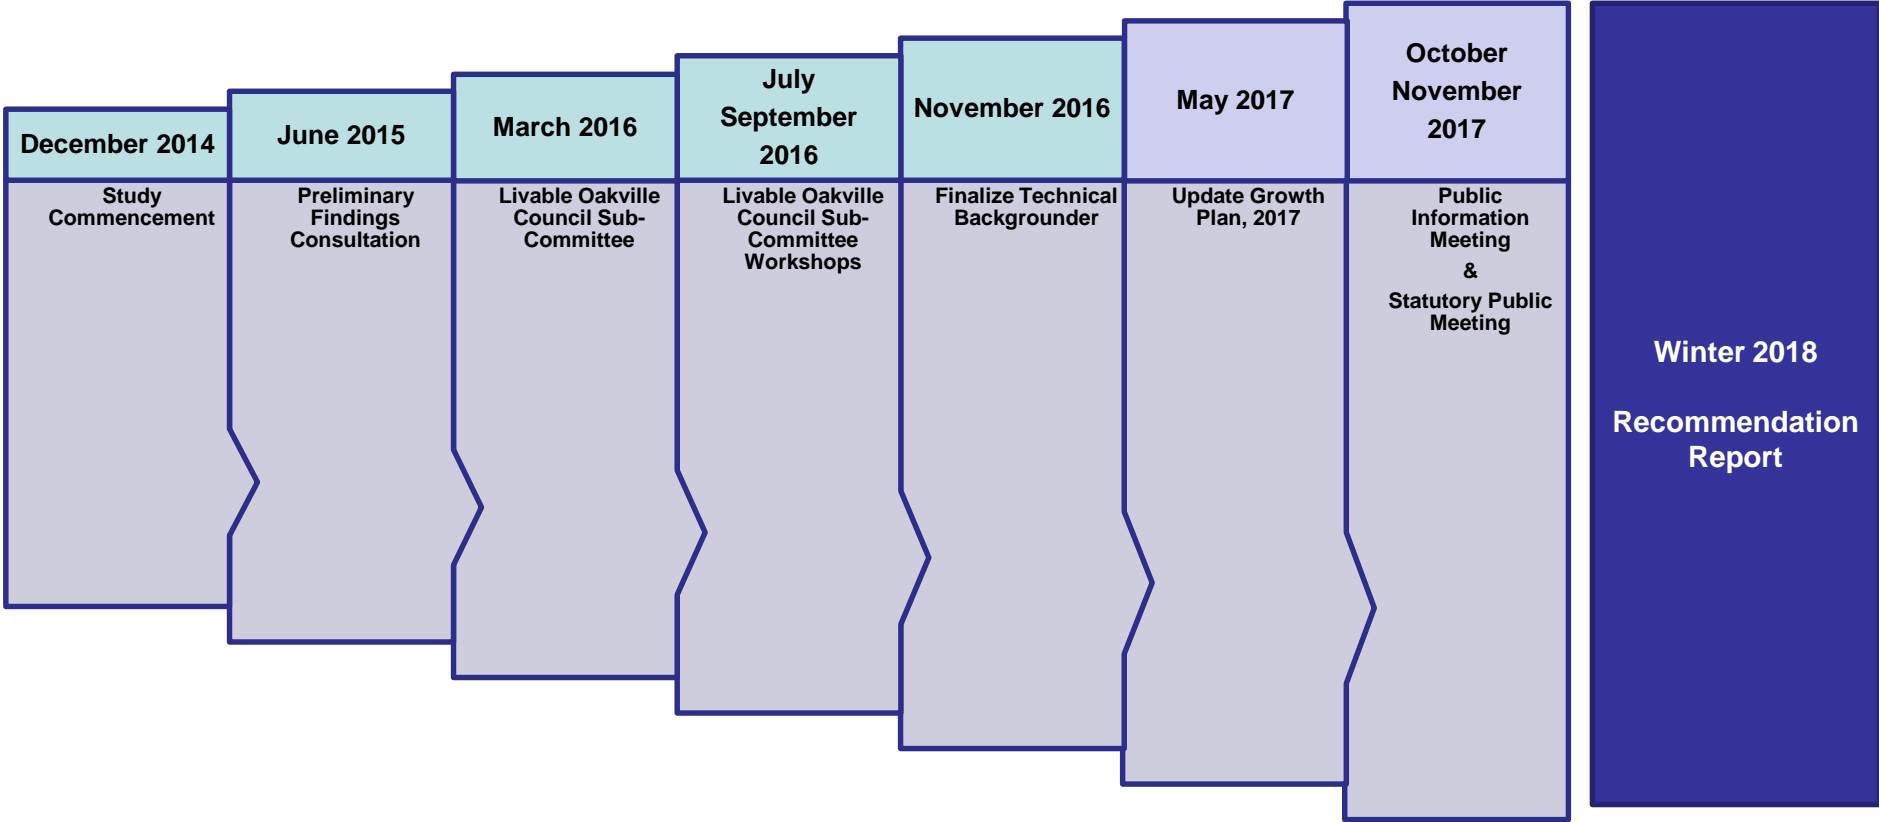 December 2014
Study
Commencement
June 2015
Preliminary
Findings
Consultation
March 2016
Livable Oakville
Council Sub-
Committee
July
September
2016
Livable Oakville
Council Sub-
Committee
Workshops
November 2016
Finalize Technical
Backgrounder
May 2017
Update Growth
Plan, 2017
October
November
2017
Public
Information
Meeting
&
Statutory Public
Meeting
Winter 2018
Recommendation
Report